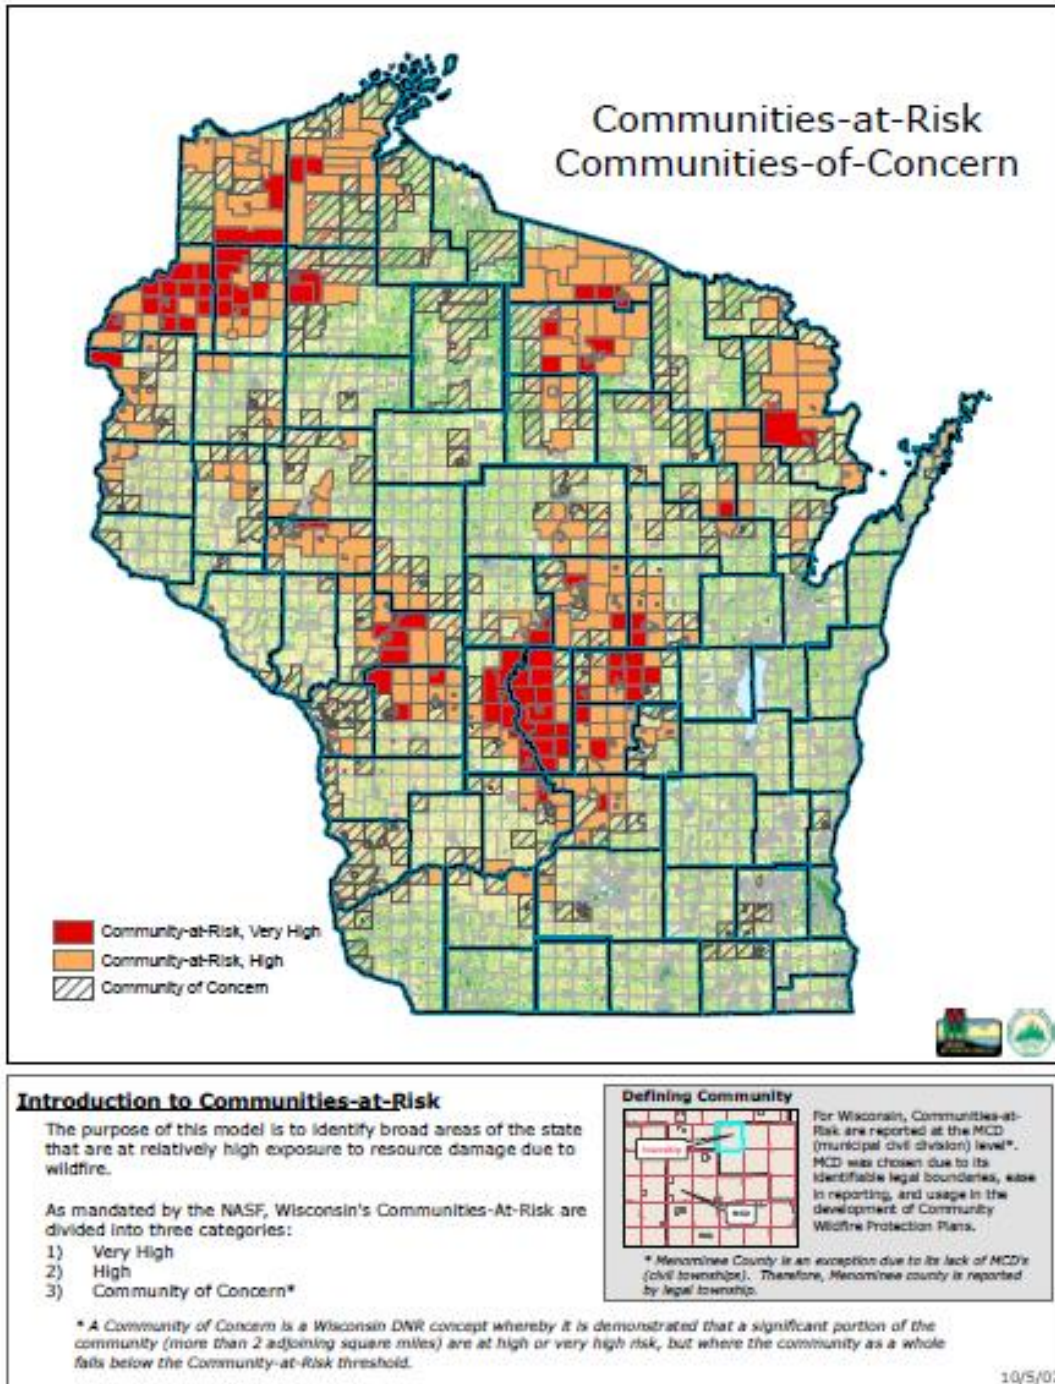 Communities-at-Risk
Communities-of-Concern
Community-at-Risk, Very High
Community-at-Risk, High
Community of Concern
Introduction to Communities-at-Risk
The purpose of this model is to identify broad areas of the state
that are at relatively high exposure to resource damage due to
wildfire.
As mandated by the NASF, Wisconsin's Communities-At-Risk are
divided into three categories:
1) Very High
2) High
3) Community of Concern*
* A Community of Concern is a Wisconsin DNR concept whereby it is demonstrated that a significant portion of the
community (more than 2 adjoining square miles) are at high or very high risk, but where the community as a whole
falls below the Community-at-Risk threshold.
Defining Community
township
For Wisconsin, Communities-at-
Risk are reported at the MCD
(municipal civil division) level*.
MCD was chosen due to its
identifiable legal boundaries, ease
in reporting, and usage in the
development of Community
Wildfire Protection Plans.
* Menominee County is an exception due to its lack of MCD's
(civil townships). Therefore, Menominee county is reported
by legal township.